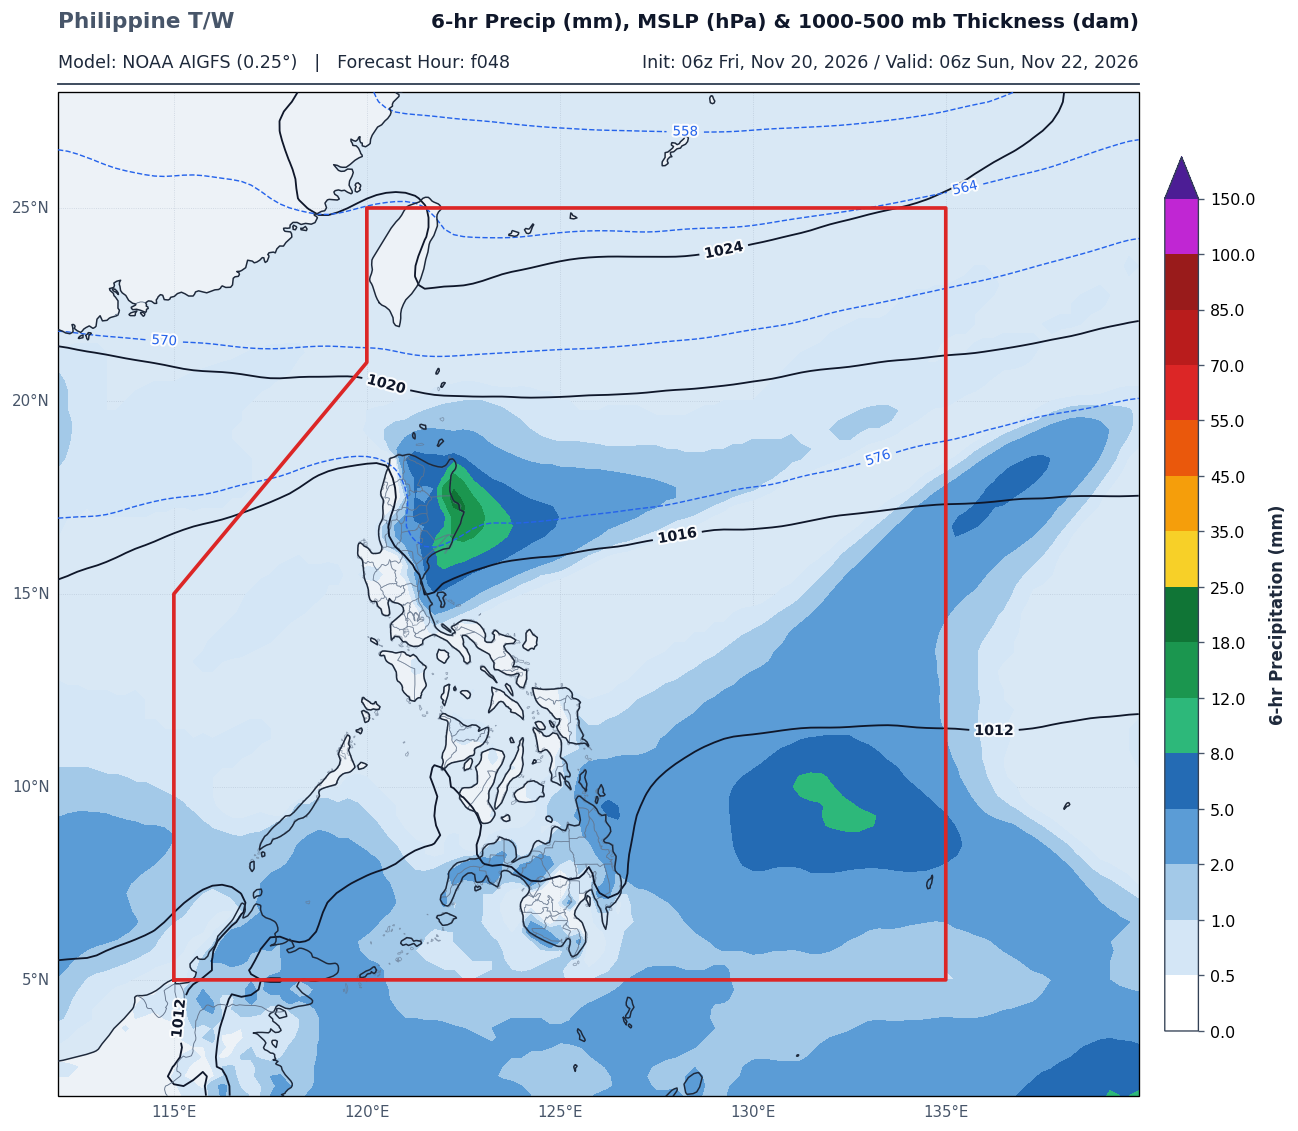 Philippine T/W
6-hr Precip (mm), MSLP (hPa) & 1000-500 mb Thickness (dam)
Model: NOAA AIGFS (0.25°) | Forecast Hour: f048
Init: 06z Fri, Nov 20, 2026 / Valid: 06z Sun, Nov 22, 2026
558
564
25°N
1024
570
1020
20°N
576
1016
15°N
1012
10°N
5°N
1012
115°E
120°E
125°E
130°E
135°E
150.0
100.0
85.0
70.0
55.0
45.0
35.0
25.0
18.0
12.0
8.0
5.0
2.0
1.0
0.5
0.0
6-hr Precipitation (mm)